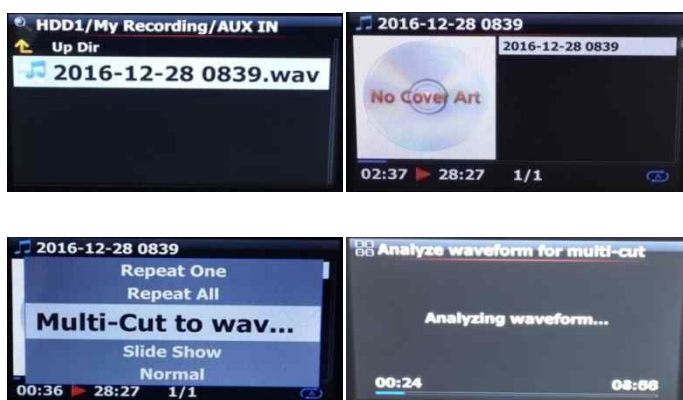 HDD1/My Recording/AUX IN
Up Dir
2016-12-28 0839.wav
2016-12-28 0839
2016-12-28 0839
No Cover Art
02:37 28:27 1/1
A
2016-12-28 0839
Repeat One
Repeat All
Multi-Cut to wav...
Slide Show
Normal
00:36 28:27 1/1
Analyze waveform for multi-cut
Analyzing waveform...
00:24